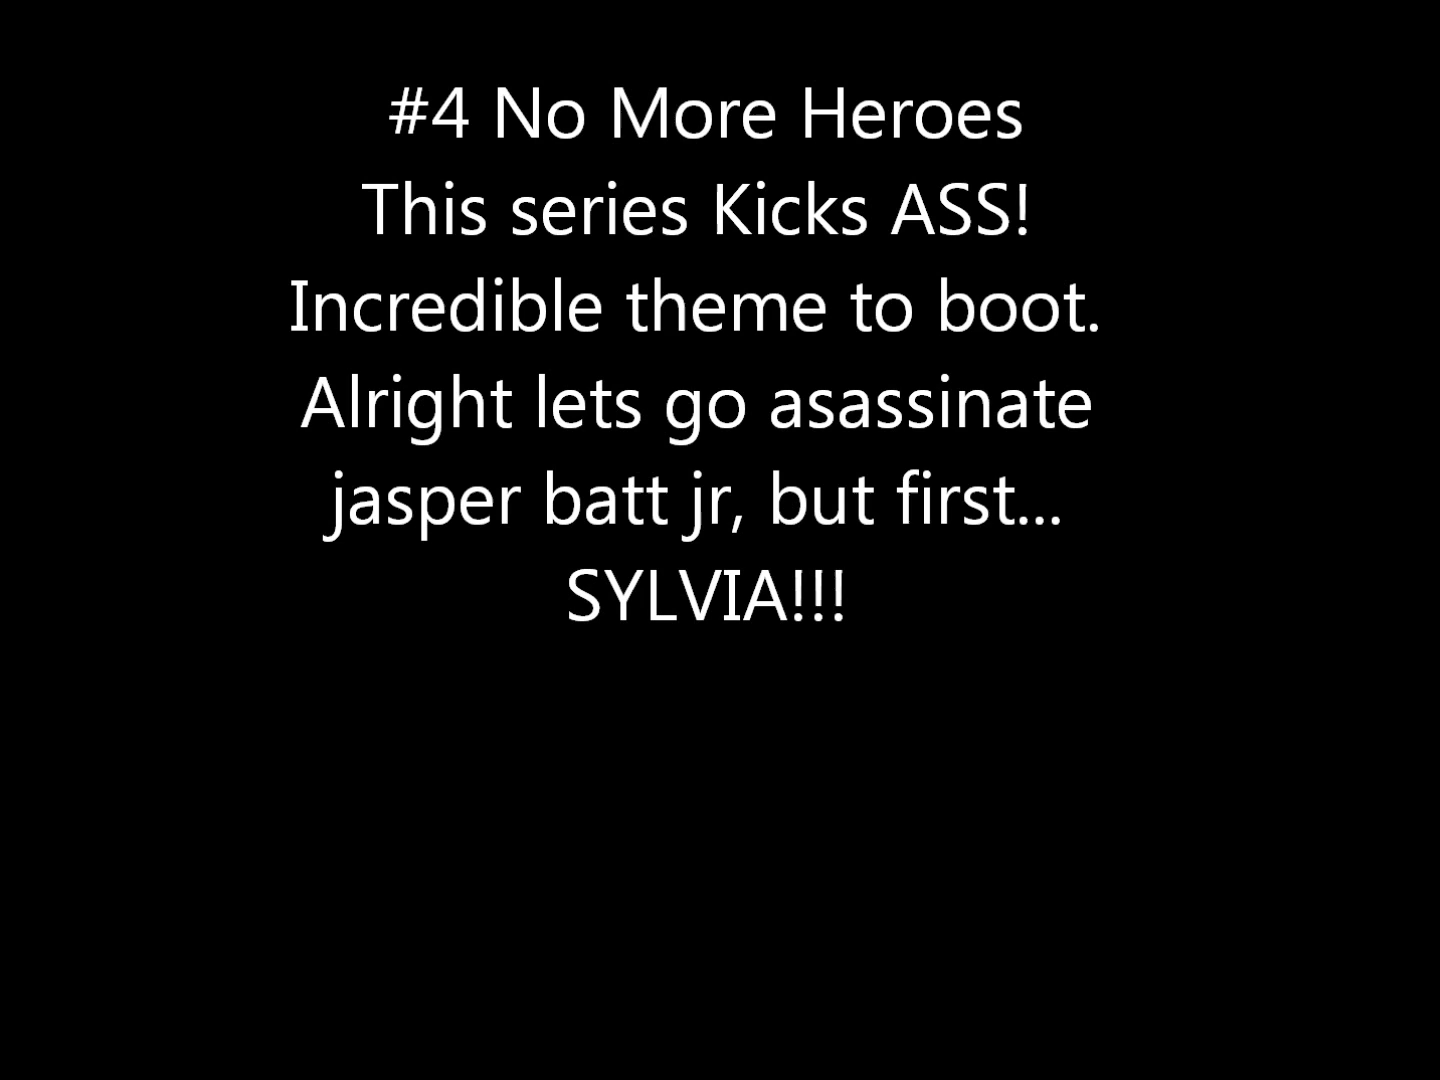 #4 No More Heroes
This series Kicks ASS!
Incredible theme to boot.
Alright lets go asassinate
jasper batt jr, but first...
SYLVIA!!!